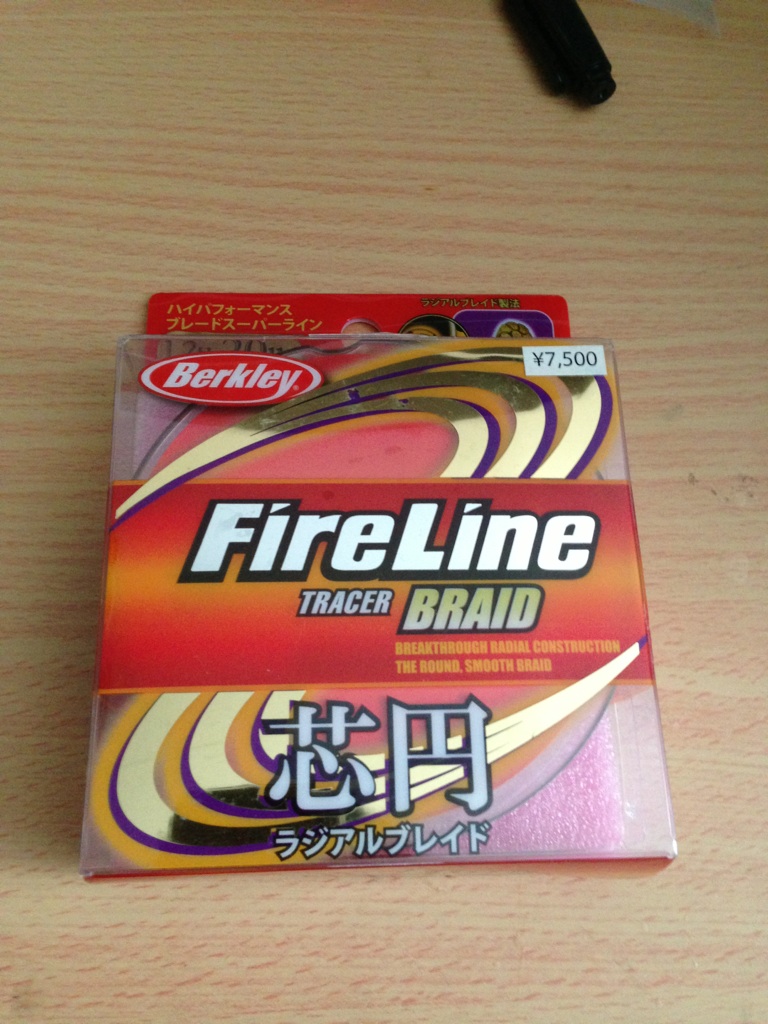 ハイパフォーマンス
ブレードスーパーライン
ラジアルブレイド製法
Berkley®
¥7,500
FireLine
TRACER BRAID
BREAKTHROUGH RADIAL CONSTRUCTION
THE ROUND, SMOOTH BRAID
芯円
ラジアルブレイド